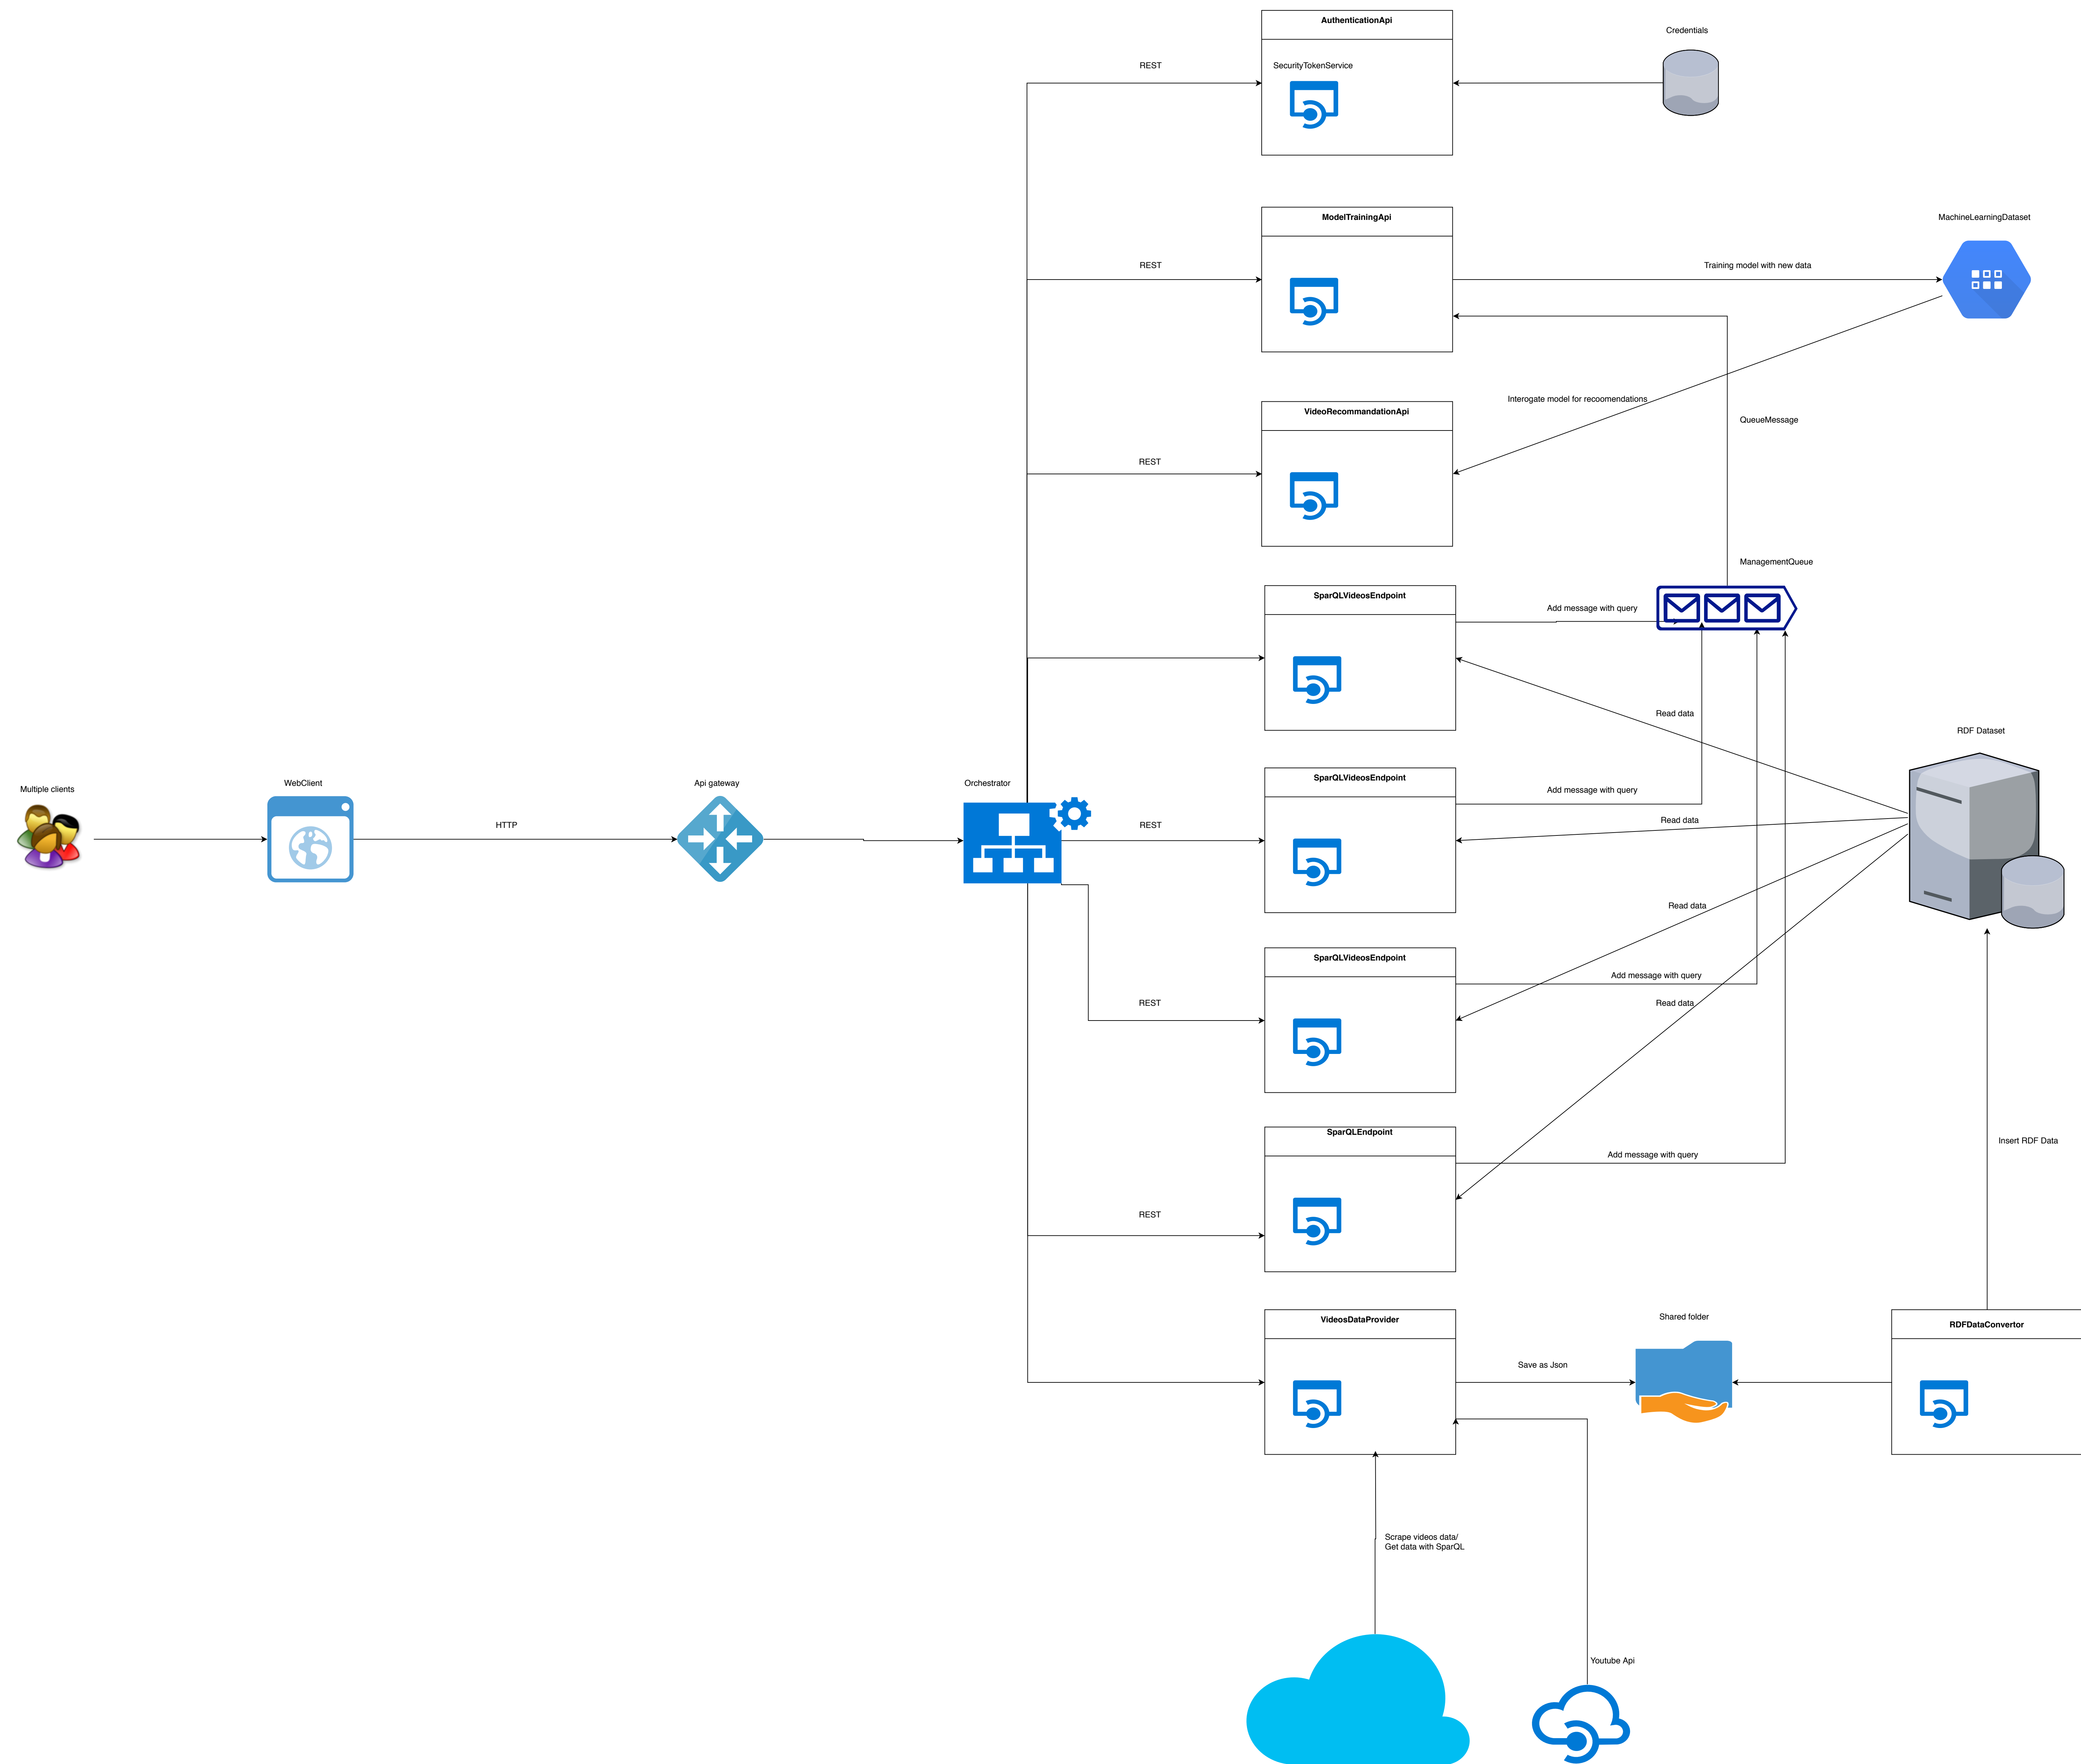 AuthenticationApi
Credentials
REST
SecurityTokenService
ModelTrainingApi
MachineLearningDataset
REST
Training model with new data
Interogate model for recoomendations
VideoRecommandationApi
QueueMessage
REST
ManagementQueue
SparQLVideosEndpoint
Add message with query
Read data
RDF Dataset
SparQLVideosEndpoint
Multiple clients
WebClient
Api gateway
Orchestrator
Add message with query
HTTP
REST
Read data
Read data
SparQLVideosEndpoint
Add message with query
REST
Read data
SparQLEndpoint
Insert RDF Data
Add message with query
REST
VideosDataProvider
Shared folder
RDFDataConvertor
Save as Json
Scrape videos data/
Get data with SparQL
Youtube Api